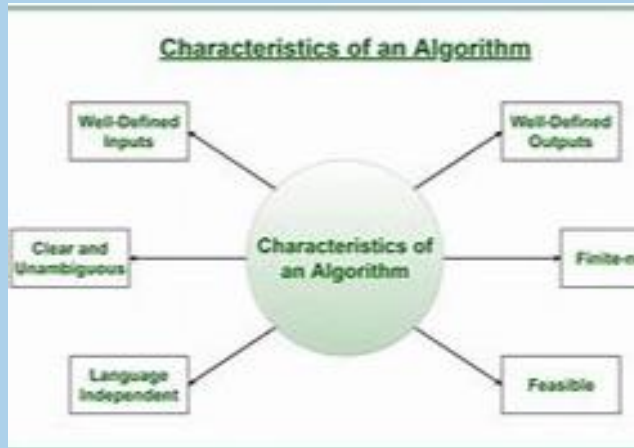 Characteristics of an Algorithm
Well-Defined
Inputs
Well-Defined
Outputs
Clear and
Unambiguous
Characteristics of
an Algorithm
Language
Independent
Feasible